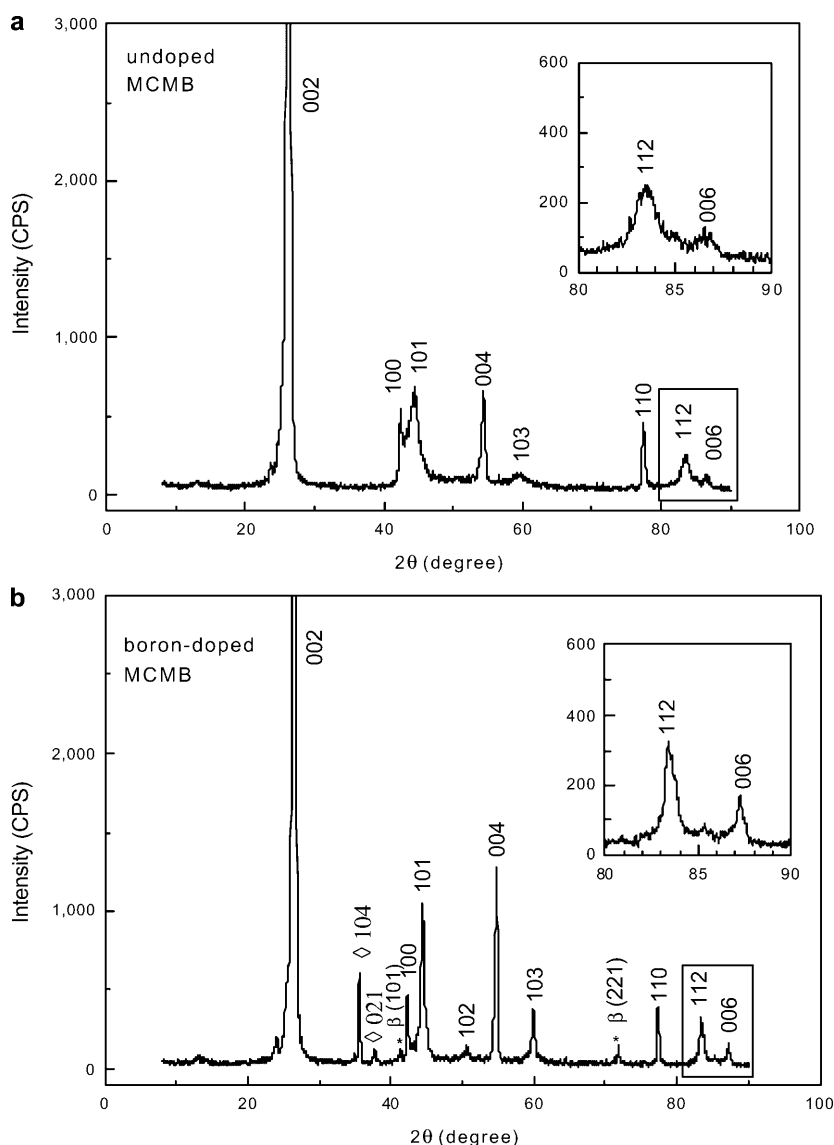 a
3,000
2,000
1,000
0
Intensity (CPS)
undoped
MCMB
002
100
101
004
103
110
112
006
600
400
200
0
112
006
80 85 90
0 20 40 60 80 100
2θ (degree)
b
3,000
2,000
1,000
0
Intensity (CPS)
boron-doped
MCMB
002
◊ 104
◊ 021
* β (101)
100
101
102
004
103
* β (221)
110
112
006
600
400
200
0
112
006
80 85 90
0 20 40 60 80 100
2θ (degree)